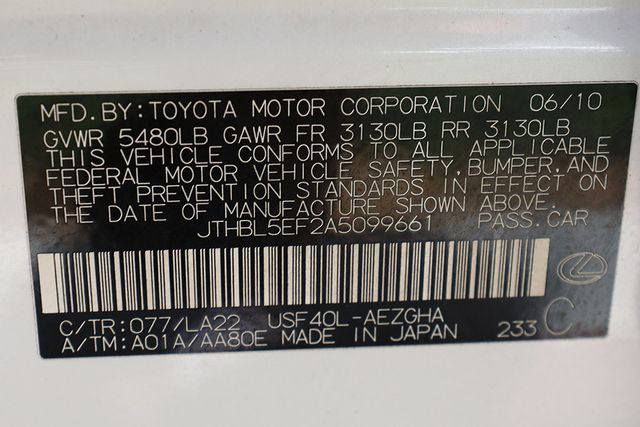 MFD. BY: TOYOTA MOTOR CORPORATION 06/10
GVWR 5480LB GAWR FR 3130LB RR 3130LB
THIS VEHICLE CONFORMS TO ALL APPLICABLE
FEDERAL MOTOR VEHICLE SAFETY, BUMPER, AND
THEFT PREVENTION STANDARDS IN EFFECT ON
THE DATE OF MANUFACTURE SHOWN ABOVE.
JTHBL5EF2A5099661 PASS. CAR
C/TR: 077/LA22 USF40L-AEZGHA
A/TM: A01A/AA80E MADE IN JAPAN 233 C